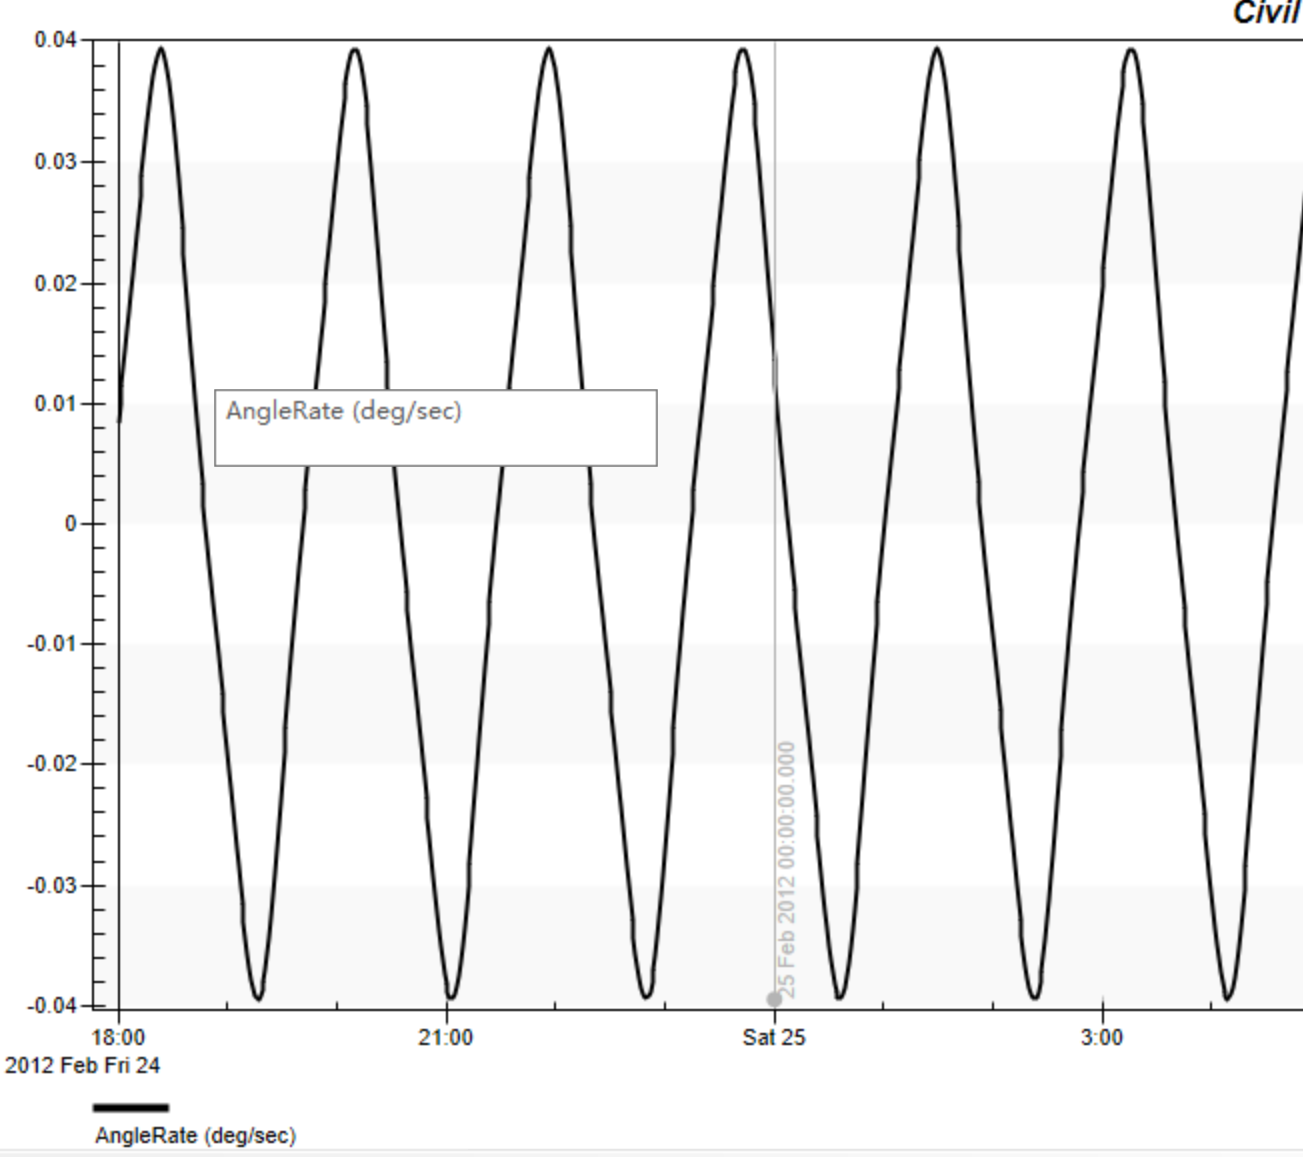 Civil
0.04
0.03
0.02
0.01
0
-0.01
-0.02
-0.03
-0.04
AngleRate (deg/sec)
25 Feb 2012 00:00:00.000
18:00
21:00
Sat 25
3:00
2012 Feb Fri 24
AngleRate (deg/sec)